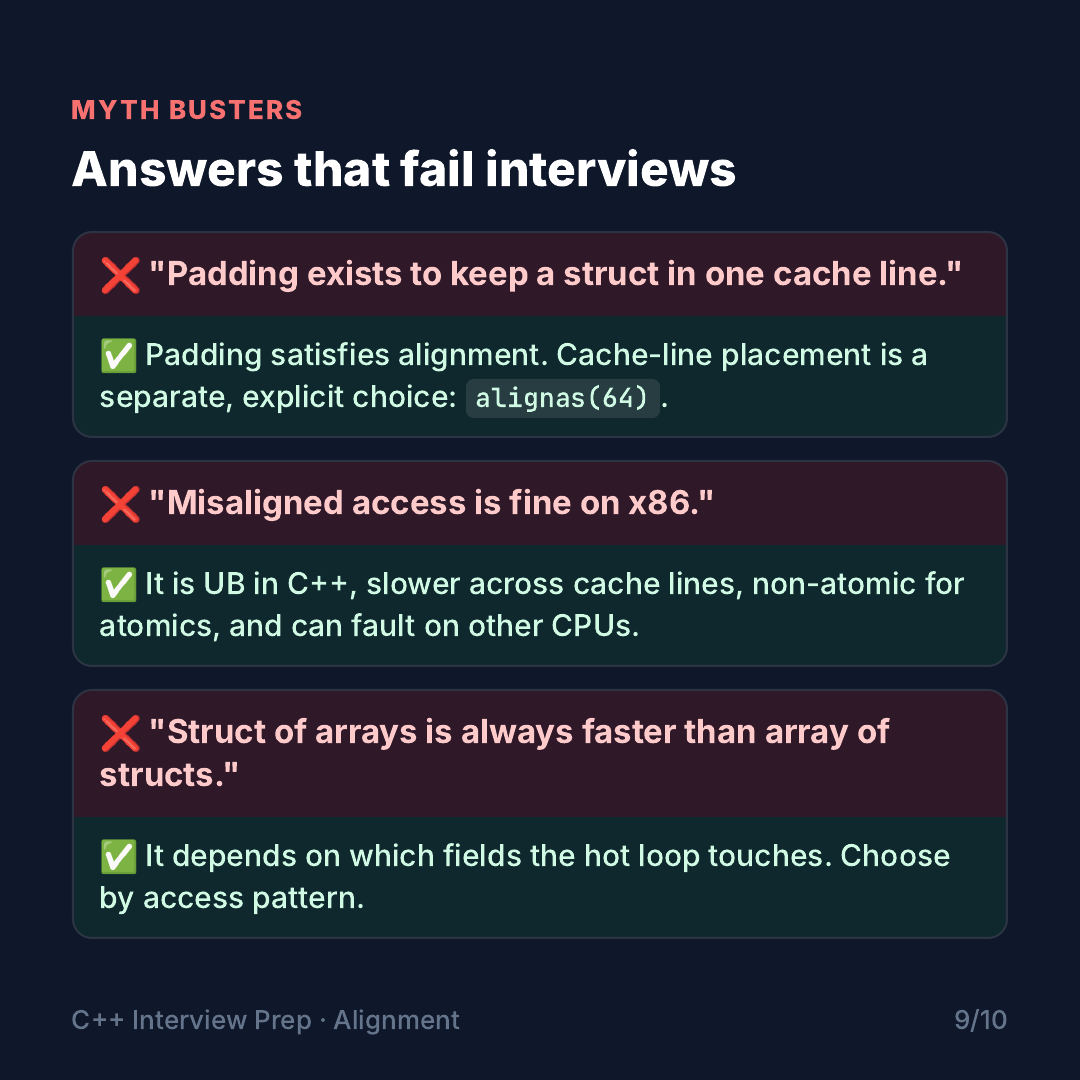 MYTH BUSTERS
Answers that fail interviews
❌ "Padding exists to keep a struct in one cache line."
✅ Padding satisfies alignment. Cache-line placement is a
separate, explicit choice: alignas(64).
❌ "Misaligned access is fine on x86."
✅ It is UB in C++, slower across cache lines, non-atomic for
atomics, and can fault on other CPUs.
❌ "Struct of arrays is always faster than array of
structs."
✅ It depends on which fields the hot loop touches. Choose
by access pattern.
C++ Interview Prep · Alignment
9/10